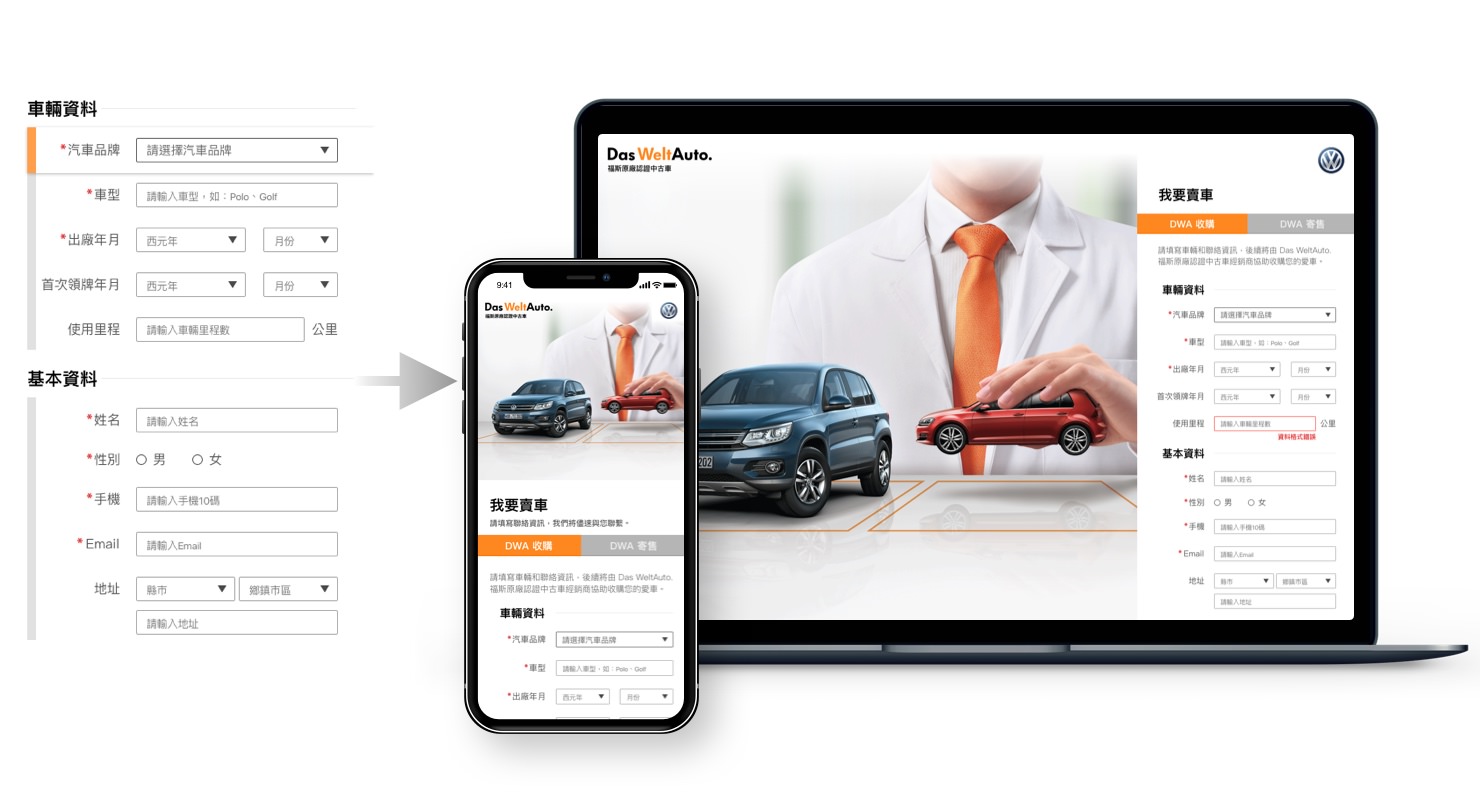 車輛資料
*汽車品牌 請選擇汽車品牌
*車型 請輸入車型，如：Polo、Golf
*出廠年月 西元年 月份
首次領牌年月 西元年 月份
使用里程 請輸入車輛里程數 公里
基本資料
*姓名 請輸入姓名
*性別 男 女
*手機 請輸入手機10碼
*Email 請輸入Email
地址 縣市 鄉鎮市區
請輸入地址
9:41
Das WeltAuto.
福斯原廠認證中古車
我要賣車
請填寫聯絡資訊，我們將儘速與您聯繫。
DWA 收購 DWA 寄售
請填寫車輛和聯絡資訊，後續將由 Das WeltAuto.
福斯原廠認證中古車經銷商協助收購您的愛車。
車輛資料
*汽車品牌 請選擇汽車品牌
*車型 請輸入車型，如：Polo、Golf
*出廠年月 西元年 月份
Das WeltAuto.
福斯原廠認證中古車
202
我要賣車
DWA 收購 DWA 寄售
請填寫車輛和聯絡資訊，後續將由 Das WeltAuto.
福斯原廠認證中古車經銷商協助收購您的愛車。
車輛資料
*汽車品牌 請選擇汽車品牌
*車型 請輸入車型，如：Polo、Golf
*出廠年月 西元年 月份
首次領牌年月 西元年 月份
使用里程 請輸入車輛里程數 公里
資料格式錯誤
基本資料
*姓名 請輸入姓名
*性別 男 女
*手機 請輸入手機10碼
*Email 請輸入Email
地址 縣市 鄉鎮市區
請輸入地址